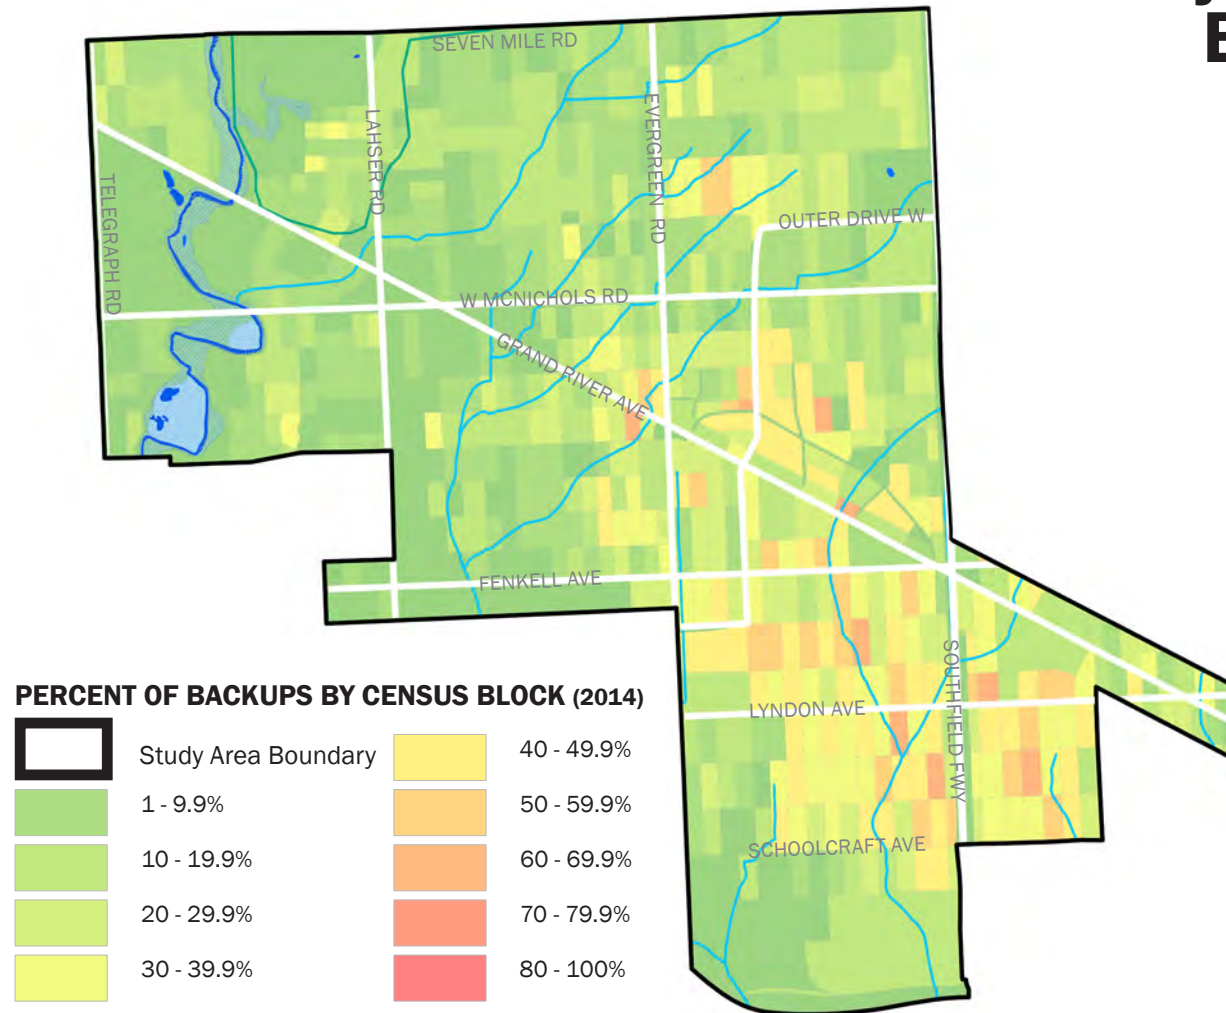 E
SEVEN MILE RD
LAHSER RD
EVERGREEN RD
TELEGRAPH RD
OUTER DRIVE W
W MCNICHOLS RD
GRAND RIVER AVE
FENKELL AVE
SOUTHFIELD FWY
LYNDON AVE
SCHOOLCRAFT AVE
PERCENT OF BACKUPS BY CENSUS BLOCK (2014)
Study Area Boundary
1 - 9.9%
10 - 19.9%
20 - 29.9%
30 - 39.9%
40 - 49.9%
50 - 59.9%
60 - 69.9%
70 - 79.9%
80 - 100%